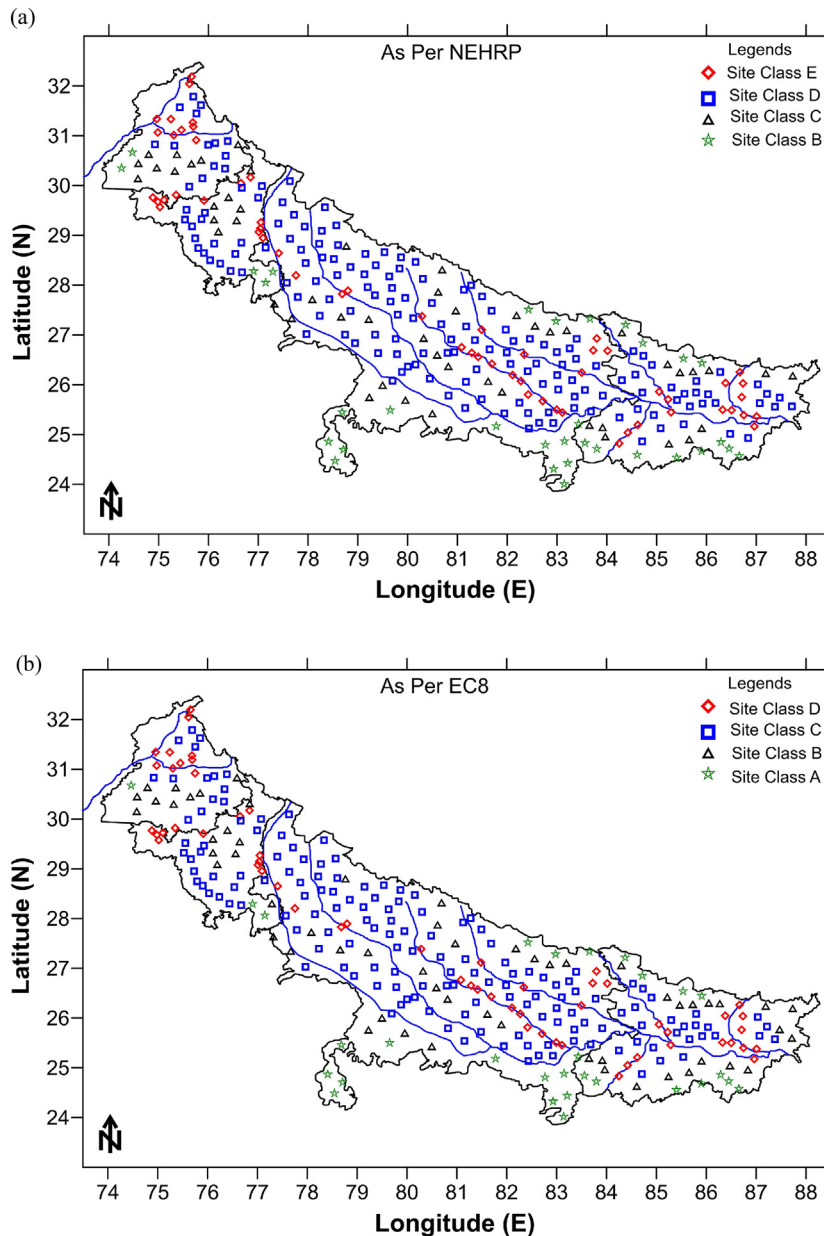 (a)
As Per NEHRP
Legends
Site Class E
Site Class D
Site Class C
Site Class B
32
31
30
29
28
27
26
25
24
Latitude (N)
N
74 75 76 77 78 79 80 81 82 83 84 85 86 87 88
Longitude (E)
(b)
As Per EC8
Legends
Site Class D
Site Class C
Site Class B
Site Class A
32
31
30
29
28
27
26
25
24
Latitude (N)
N
74 75 76 77 78 79 80 81 82 83 84 85 86 87 88
Longitude (E)